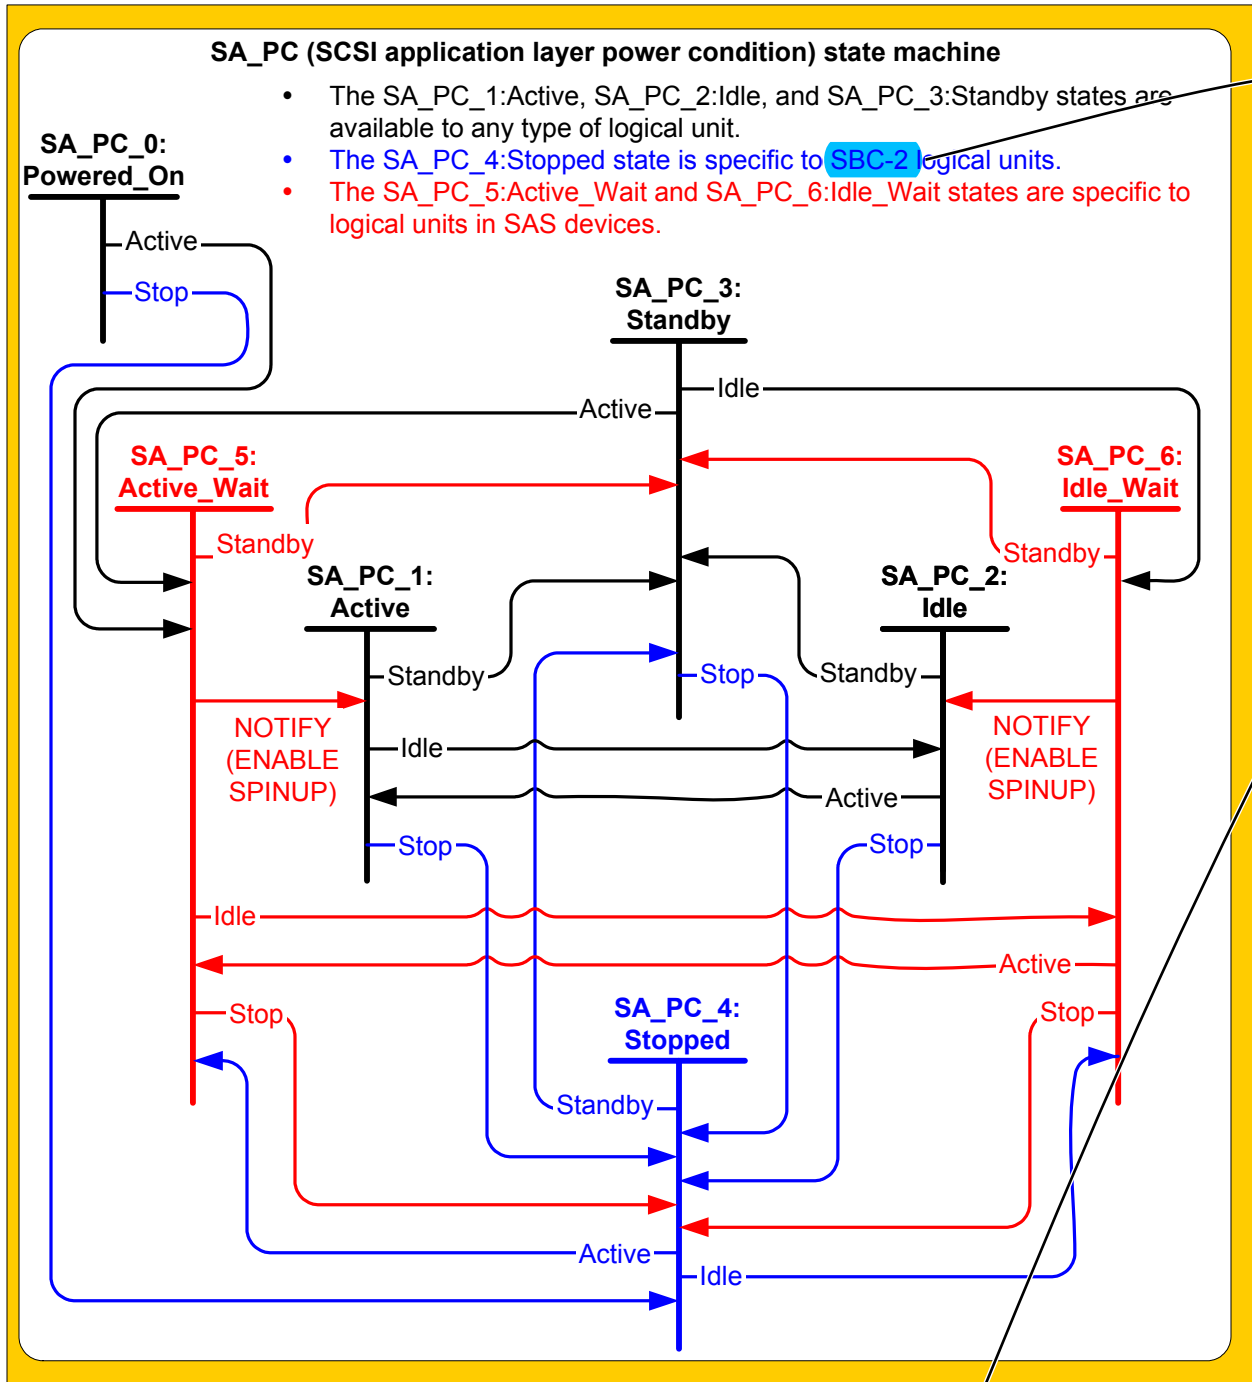 SA_PC (SCSI application layer power condition) state machine
• The SA_PC_1:Active, SA_PC_2:Idle, and SA_PC_3:Standby states are
available to any type of logical unit.
• The SA_PC_4:Stopped state is specific to SBC-2 logical units.
• The SA_PC_5:Active_Wait and SA_PC_6:Idle_Wait states are specific to
logical units in SAS devices.
SA_PC_0:
Powered_On
Active
Stop
SA_PC_3:
Standby
Idle
Active
SA_PC_5:
Active_Wait
SA_PC_6:
Idle_Wait
Standby
Standby
SA_PC_1:
Active
SA_PC_2:
Idle
Standby
Stop
Standby
NOTIFY
(ENABLE
SPINUP)
Idle
Active
NOTIFY
(ENABLE
SPINUP)
Stop
Stop
Idle
Active
Stop
SA_PC_4:
Stopped
Stop
Standby
Active
Idle